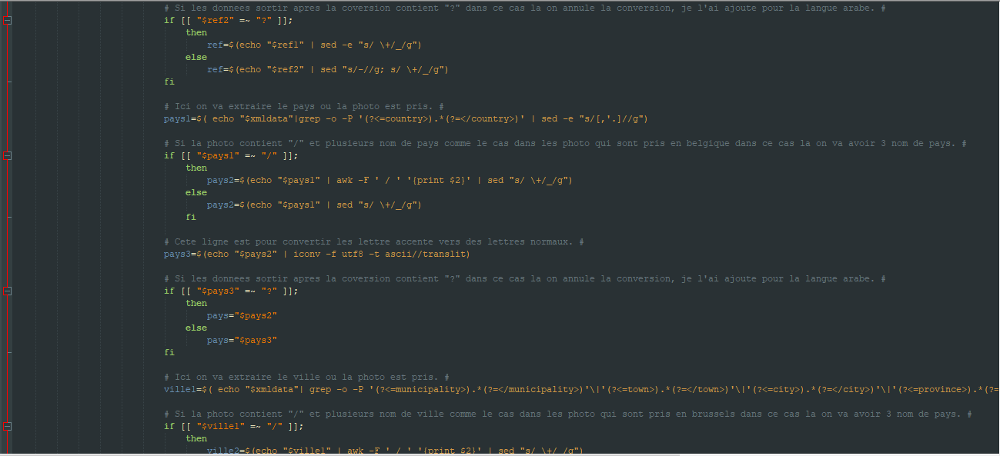 # Si les donnees sortir apres la coversion contient "?" dans ce cas la on annule la conversion, je l'ai ajoute pour la langue arabe. #
if [[ "$ref2" =~ "?" ]];
then
ref=$(echo "$ref1" | sed -e "s/ \+/_/g")
else
ref=$(echo "$ref2" | sed "s/-//g; s/ \+/_/g")
fi
# Ici on va extraire le pays ou la photo est pris. #
pays1=$( echo "$xmldata"|grep -o -P '(?<=country>).*(?=</country>)' | sed -e "s/[,'.]//g")
# Si la photo contient "/" et plusieurs nom de pays comme le cas dans les photo qui sont pris en belgique dans ce cas la on va avoir 3 nom de pays. #
if [[ "$pays1" =~ "/" ]];
then
pays2=$(echo "$pays1" | awk -F ' / ' '{print $2}' | sed "s/ \+/_/g")
else
pays2=$(echo "$pays1" | sed "s/ \+/_/g")
fi
# Cete ligne est pour convertir les lettre accente vers des lettres normaux. #
pays3=$(echo "$pays2" | iconv -f utf8 -t ascii//translit)
# Si les donnees sortir apres la coversion contient "?" dans ce cas la on annule la conversion, je l'ai ajoute pour la langue arabe. #
if [[ "$pays3" =~ "?" ]];
then
pays="$pays2"
else
pays="$pays3"
fi
# Ici on va extraire le ville ou la photo est pris. #
ville1=$( echo "$xmldata"| grep -o -P '(?<=municipality>).*(?=</municipality>)'\|'(?<=town>).*(?=</town>)'\|'(?<=city>).*(?=</city>)'\|'(?<=province>).*(?=
# Si la photo contient "/" et plusieurs nom de ville comme le cas dans les photo qui sont pris en brussels dans ce cas la on va avoir 3 nom de pays. #
if [[ "$ville1" =~ "/" ]];
then
ville2=$(echo "$ville1" | awk -F ' / ' '{print $2}' | sed "s/ \+/_/g")